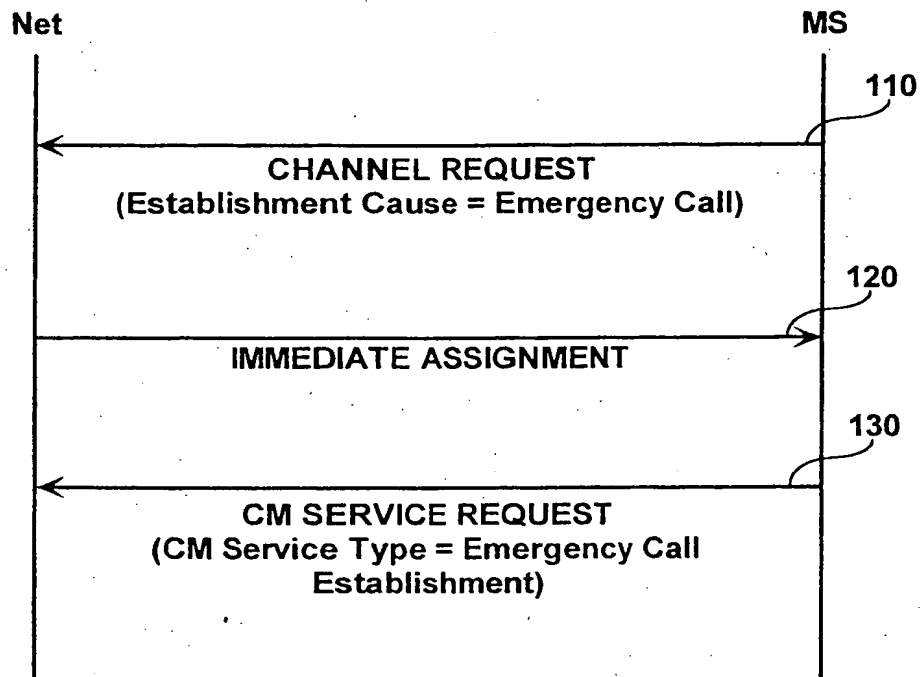 Net
MS
110
CHANNEL REQUEST
(Establishment Cause = Emergency Call)
120
IMMEDIATE ASSIGNMENT
130
CM SERVICE REQUEST
(CM Service Type = Emergency Call
Establishment)